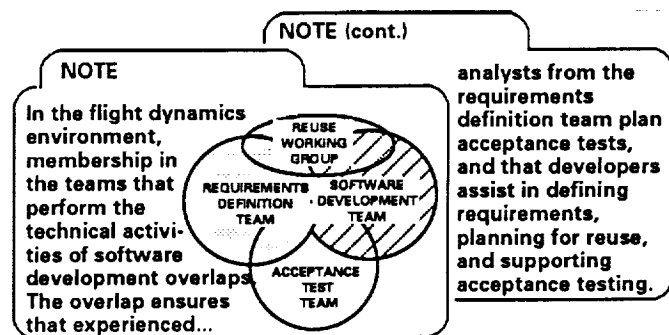 NOTE (cont.)
NOTE
In the flight dynamics
environment,
membership in
the teams that
perform the
technical activi-
ties of software
development overlaps.
The overlap ensures
that experienced...
REUSE
WORKING
GROUP
REQUIREMENTS
DEFINITION
TEAM
SOFTWARE
DEVELOPMENT
TEAM
ACCEPTANCE
TEST
TEAM
analysts from the
requirements
definition team plan
acceptance tests,
and that developers
assist in defining
requirements,
planning for reuse,
and supporting
acceptance testing.